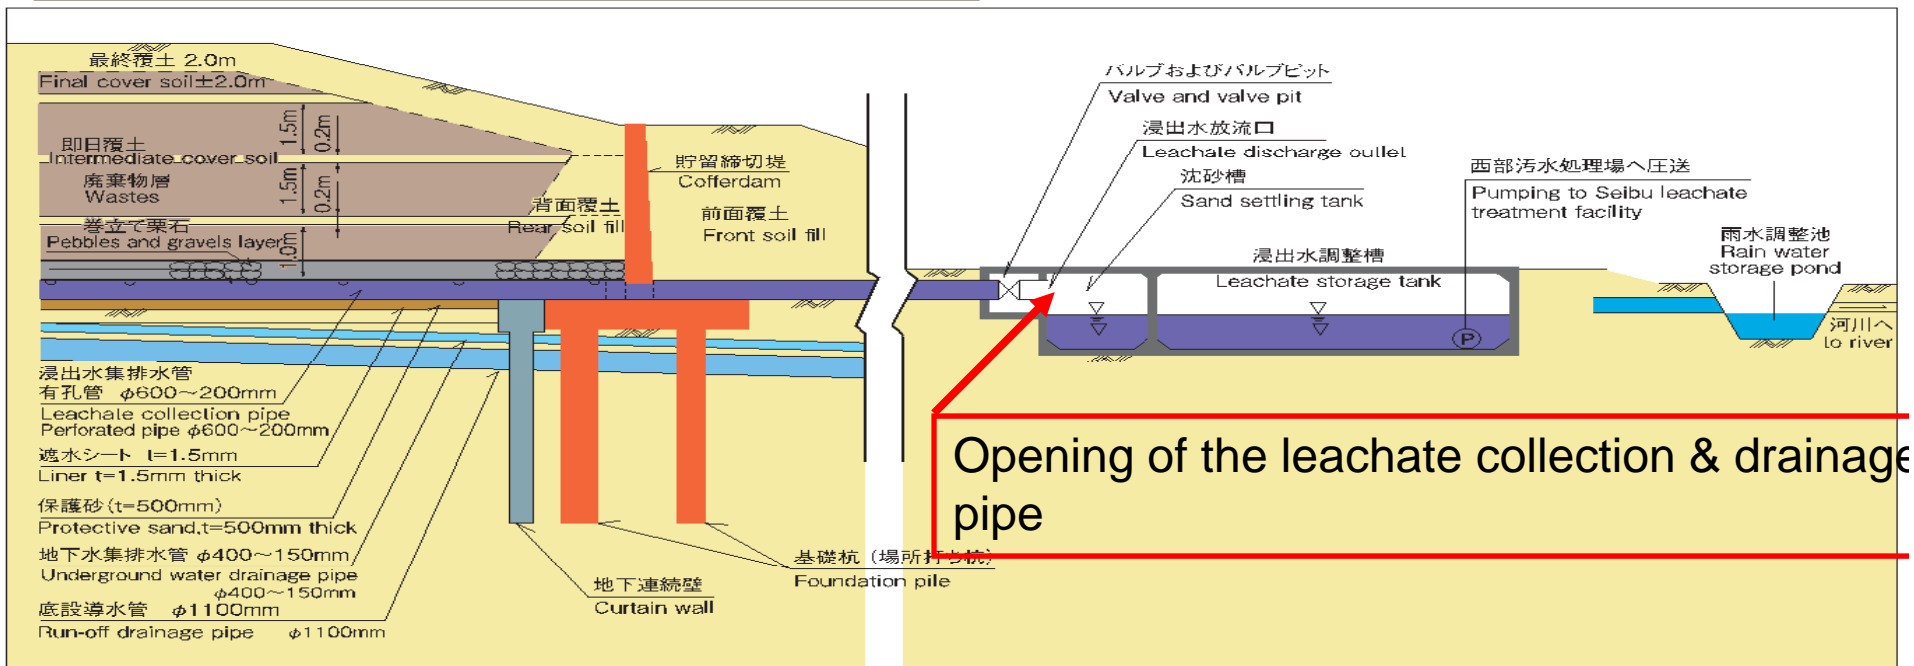 最終覆土 2.0m
Final cover soil±2.0m
1.5m
0.2m
即日覆土
Intermediate cover soil
廃棄物層
Wastes
1.5m
0.2m
巻立て栗石
Pebbles and gravels layer
1.0m
背面覆土
Rear soil fill
貯留締切堤
Cofferdam
前面覆土
Front soil fill
バルブおよびバルブピット
Valve and valve pit
浸出水放流口
Leachate discharge outlet
沈砂槽
Sand settling tank
浸出水調整槽
Leachate storage tank
西部汚水処理場へ圧送
Pumping to Seibu leachate
treatment facility
P
雨水調整池
Rain water
storage pond
河川へ
to river
浸出水集排水管
有孔管 φ600～200mm
Leachate collection pipe
Perforated pipe φ600～200mm
遮水シート t=1.5mm
Liner t=1.5mm thick
保護砂(t=500mm)
Protective sand,t=500mm thick
地下水集排水管 φ400～150mm
Underground water drainage pipe
φ400～150mm
底設導水管 φ1100mm
Run-off drainage pipe φ1100mm
地下連続壁
Curtain wall
基礎杭（場所打ち杭）
Foundation pile
Opening of the leachate collection & drainage
pipe